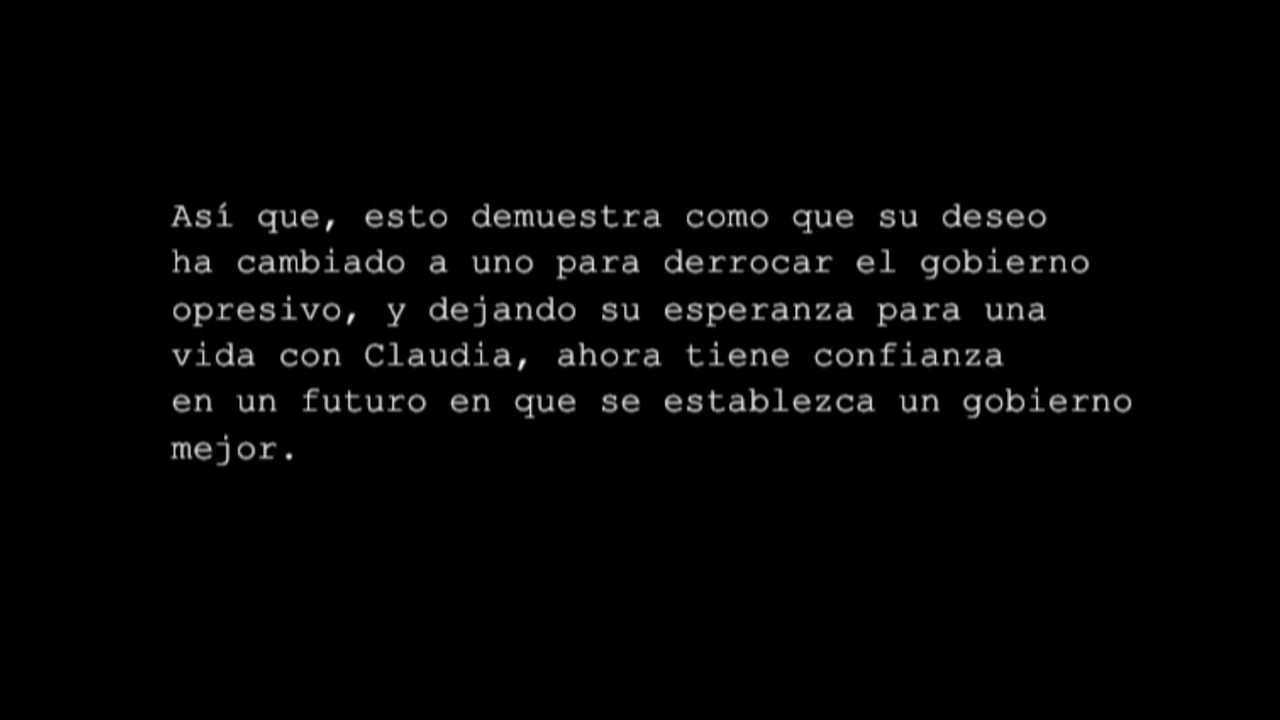 Así que, esto demuestra como que su deseo
ha cambiado a uno para derrocar el gobierno
opresivo, y dejando su esperanza para una
vida con Claudia, ahora tiene confianza
en un futuro en que se establezca un gobierno
mejor.